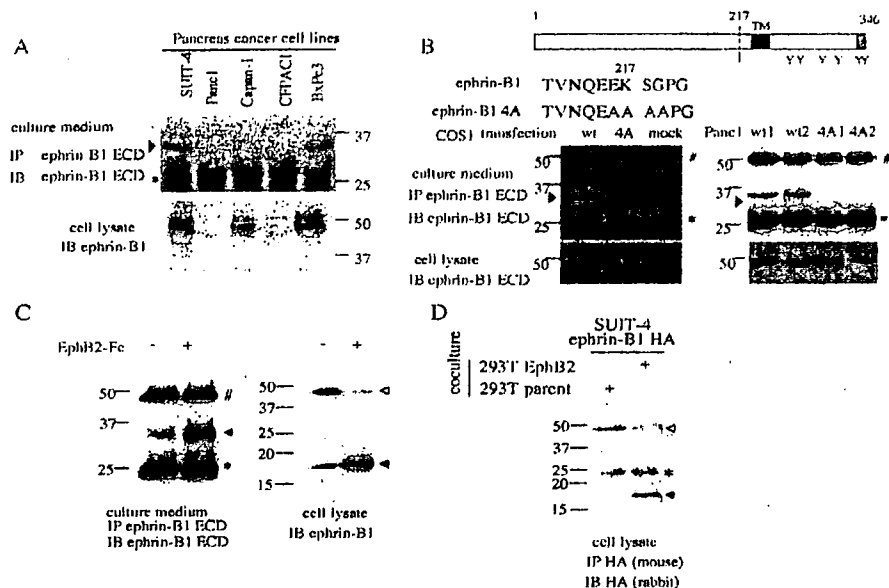 A
Pancreas cancer cell lines
SUIT-4
Panc1
Capan-1
CFPAC1
BxPc3
culture medium
IP ephrin-B1 ECD
IB ephrin-B1 ECD
*
37
25
cell lysate
IB ephrin-B1
50
37
B
1
217
346
TM
YY Y Y YY
217
ephrin-B1 TVNQEEK SGPG
ephrin-B1 4A TVNQEAA AAPG
COS1 transfection wt 4A mock
culture medium
IP ephrin-B1 ECD
IB ephrin-B1 ECD
50
37
25
#
*
cell lysate
IB ephrin-B1 ECD
50
Panc1 wt1 wt2 4A1 4A2
50
37
25
#
*
50
C
EphB2-Fc - +
50
37
25
#
*
culture medium
IP ephrin-B1 ECD
IB ephrin-B1 ECD
- +
50
37
25
20
15
cell lysate
IB ephrin-B1
D
SUIT-4
ephrin-B1 HA
coculture
293T EphB2 +
293T parent +
50
37
25
20
15
*
cell lysate
IP HA (mouse)
IB HA (rabbit)